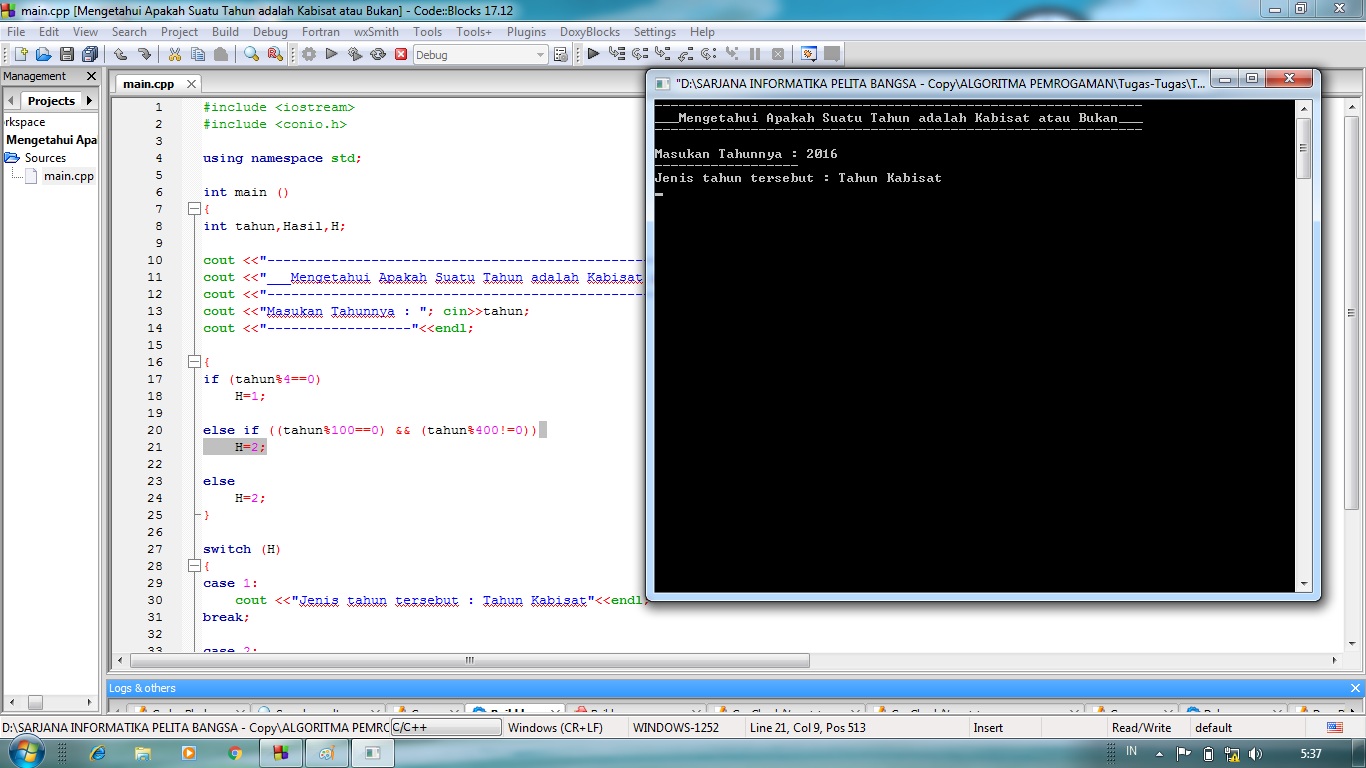 main.cpp [Mengetahui Apakah Suatu Tahun adalah Kabisat atau Bukan] - Code::Blocks 17.12
File Edit View Search Project Build Debug Fortran wxSmith Tools Tools+ Plugins DoxyBlocks Settings Help
Debug
Management
Projects
rkspace
Mengetahui Apa
Sources
main.cpp
main.cpp
1 #include <iostream>
2 #include <conio.h>
3
4 using namespace std;
5
6 int main ()
7 {
8 int tahun,Hasil,H;
9
10 cout <<"------------------------------------------------
11 cout <<"___Mengetahui Apakah Suatu Tahun adalah Kabisat
12 cout <<"------------------------------------------------
13 cout <<"Masukan Tahunnya : "; cin>>tahun;
14 cout <<"------------------"<<endl;
15
16 {
17 if (tahun%4==0)
18 H=1;
19
20 else if ((tahun%100==0) && (tahun%400!=0))
21 H=2;
22
23 else
24 H=2;
25 }
26
27 switch (H)
28 {
29 case 1:
30 cout <<"Jenis tahun tersebut : Tahun Kabisat"<<endl;
31 break;
32
33 case 2:
"D:\SARJANA INFORMATIKA PELITA BANGSA - Copy\ALGORITMA PEMROGAMAN\Tugas-Tugas\T...
-------------------------------------------------------------
___Mengetahui Apakah Suatu Tahun adalah Kabisat atau Bukan___
-------------------------------------------------------------
Masukan Tahunnya : 2016
------------------
Jenis tahun tersebut : Tahun Kabisat
Logs & others
D:\SARJANA INFORMATIKA PELITA BANGSA - Copy\ALGORITMA PEMRO C/C++ Windows (CR+LF) WINDOWS-1252 Line 21, Col 9, Pos 513 Insert Read/Write default
IN 5:37